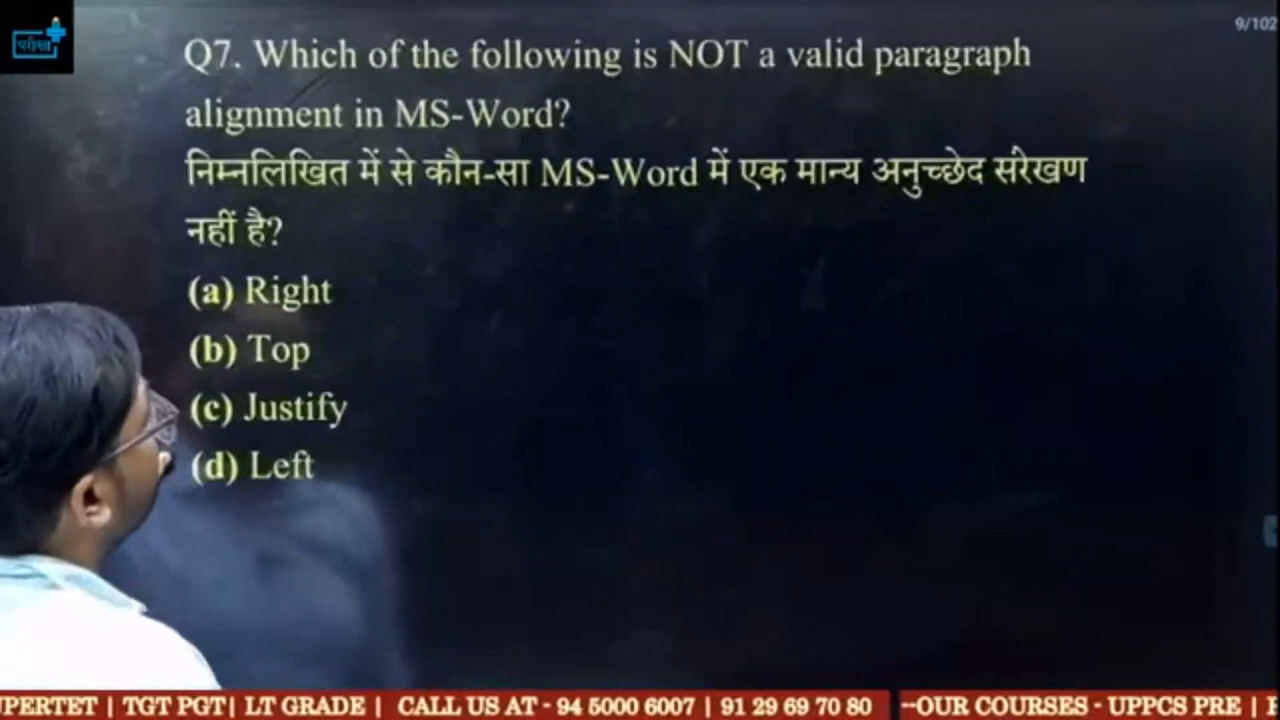 परीक्षा
9/102
Q7. Which of the following is NOT a valid paragraph
alignment in MS-Word?
निम्नलिखित में से कौन-सा MS-Word में एक मान्य अनुच्छेद संरेखण
नहीं है?
(a) Right
(b) Top
(c) Justify
(d) Left
PERTET | TGT PGT| LT GRADE | CALL US AT - 94 5000 6007 | 91 29 69 70 80 --OUR COURSES - UPPCS PRE |